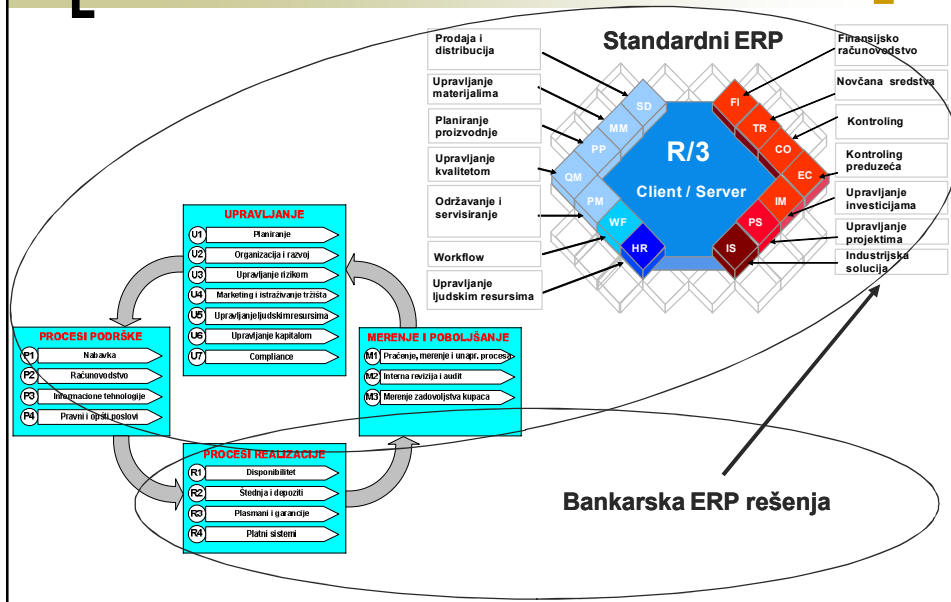 Standardni ERP
Prodaja i
distribucija
Upravljanje
materijalima
Planiranje
proizvodnje
Upravljanje
kvalitetom
Održavanje i
servisiranje
Workflow
Upravljanje
ljudskim resursima
SD
MM
PP
QM
PM
WF
HR
R/3
Client / Server
FI
TR
CO
EC
IM
PS
IS
Finansijsko
računovodstvo
Novčana sredstva
Kontroling
Kontroling
preduzeća
Upravljanje
investicijama
Upravljanje
projektima
Industrijska
solucija
UPRAVLJANJE
U1 Planiranje
U2 Organizacija i razvoj
U3 Upravljanje rizikom
U4 Marketing i istraživanje tržišta
U5 Upravljanje ljudskim resursima
U6 Upravljanje kapitalom
U7 Compliance
PROCESI PODRŠKE
P1 Nabavka
P2 Računovodstvo
P3 Informacione tehnologije
P4 Pravni i opšti poslovi
MERENJE I POBOLJŠANJE
M1 Praćenje, merenje i unapr. procesa
M2 Interna revizija i audit
M3 Merenje zadovoljstva kupaca
PROCESI REALIZACIJE
R1 Disponibilitet
R2 Štednja i depoziti
R3 Plasmani i garancije
R4 Platni sistemi
Bankarska ERP rešenja